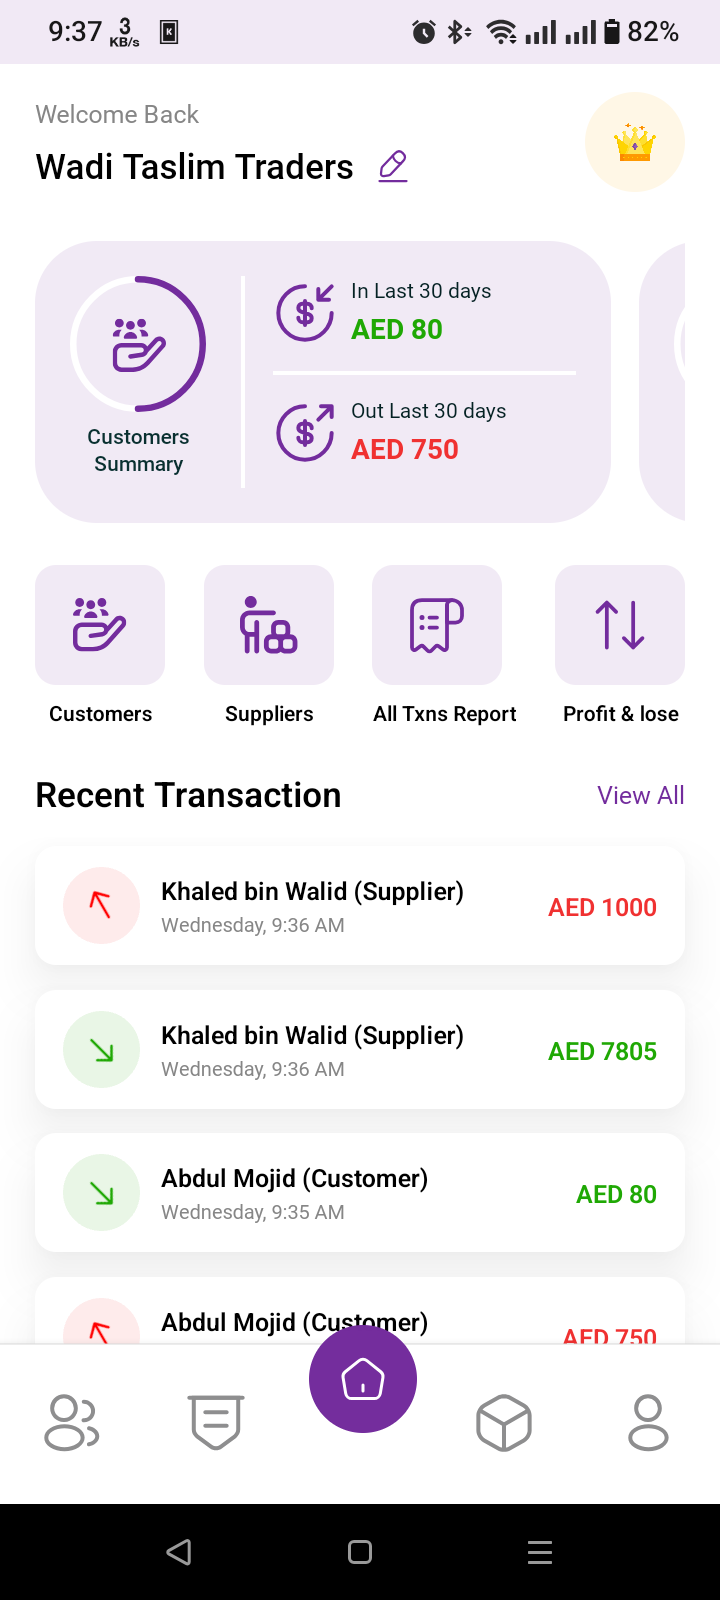 9:37 3 KB/s K 82%
Welcome Back
Wadi Taslim Traders
In Last 30 days
AED 80
Out Last 30 days
AED 750
Customers
Summary
Customers
Suppliers
All Txns Report
Profit & lose
Recent Transaction
View All
Khaled bin Walid (Supplier)
Wednesday, 9:36 AM
AED 1000
Khaled bin Walid (Supplier)
Wednesday, 9:36 AM
AED 7805
Abdul Mojid (Customer)
Wednesday, 9:35 AM
AED 80
Abdul Mojid (Customer)
AED 750